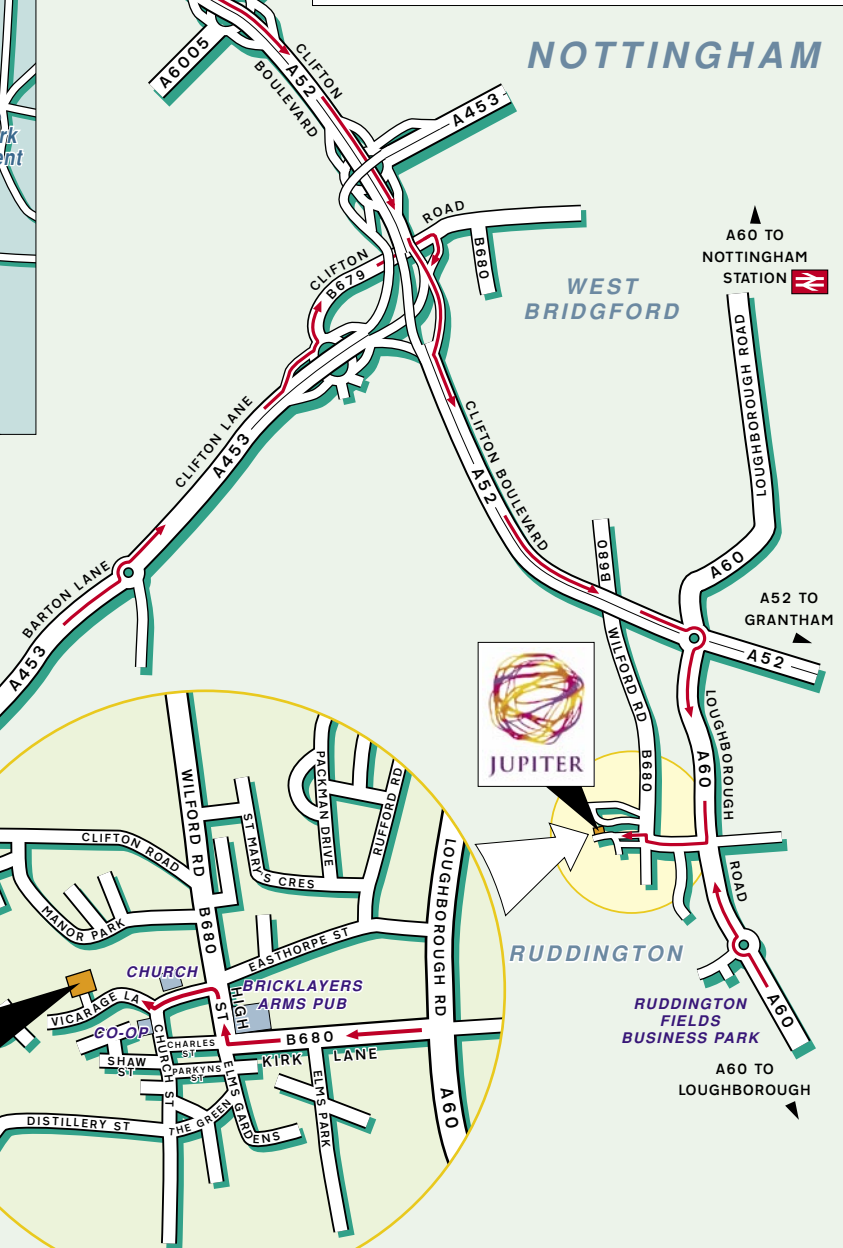 NOTTINGHAM
A6005
CLIFTON
BOULEVARD
A52
A453
rk
ent
ROAD
CLIFTON
B679
B680
WEST
BRIDGFORD
A60 TO
NOTTINGHAM
STATION
LOUGHBOROUGH ROAD
A60
CLIFTON LANE
A453
CLIFTON BOULEVARD
A52
BARTON LANE
A453
B680
WILFORD RD
B680
A52 TO
GRANTHAM
A52
JUPITER
LOUGHBOROUGH
A60
ROAD
RUDDINGTON
RUDDINGTON
FIELDS
BUSINESS PARK
A60
A60 TO
LOUGHBOROUGH
WILFORD RD
PACKMAN DRIVE
RUFFORD RD
ST MARYS CRES
CLIFTON ROAD
MANOR PARK
B680
LOUGHBOROUGH RD
EASTHORPE ST
CHURCH
BRICKLAYERS
ARMS PUB
VICARAGE LA
HIGH
ST
CO-OP
CHURCH ST
CHARLES
ST
B680
KIRK LANE
SHAW
ST
PARKYNS
ST
ELMS GARDENS
ELMS PARK
A60
DISTILLERY ST
THE GREEN